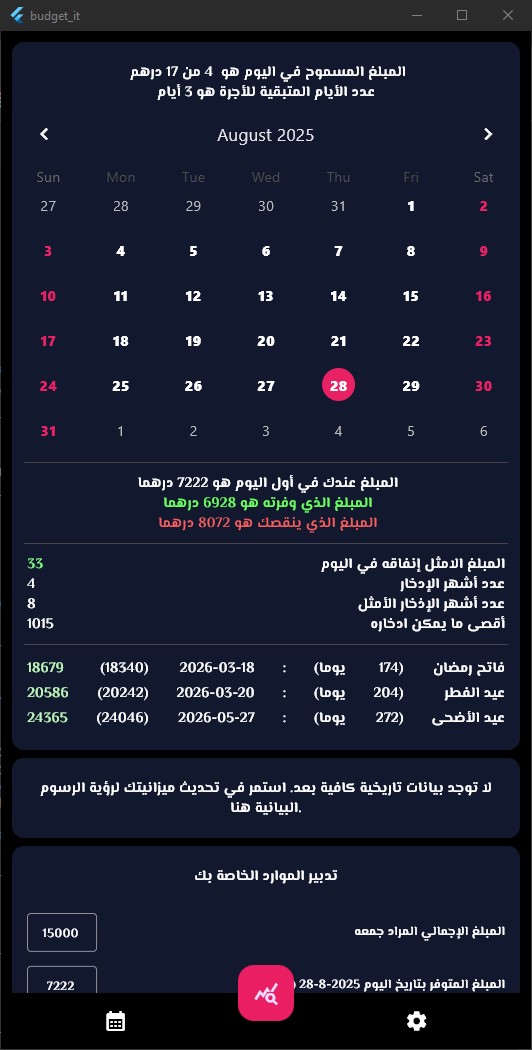 budget_it
المبلغ المسموح في اليوم هو 4 من 17 درهم
عدد الأيام المتبقية للأجرة هو 3 أيام
August 2025
Sun Mon Tue Wed Thu Fri Sat
27 28 29 30 31 1 2
3 4 5 6 7 8 9
10 11 12 13 14 15 16
17 18 19 20 21 22 23
24 25 26 27 28 29 30
31 1 2 3 4 5 6
المبلغ عندك في أول اليوم هو 7222 درهما
المبلغ الذي وفرته هو 6928 درهما
المبلغ الذي ينقصك هو 8072 درهما
المبلغ الامثل إنفاقه في اليوم 33
عدد أشهر الإدخار 4
عدد أشهر الإذخار الأمثل 8
أقصى ما يمكن ادخاره 1015
فاتح رمضان (174 يوما) : 2026-03-18 (18340) 18679
عيد الفطر (204 يوما) : 2026-03-20 (20242) 20586
عيد الأضحى (272 يوما) : 2026-05-27 (24046) 24365
لا توجد بيانات تاريخية كافية بعد. استمر في تحديث ميزانيتك لرؤية الرسوم
البيانية هنا.
تدبير الموارد الخاصة بك
المبلغ الإجمالي المراد جمعه 15000
المبلغ المتوفر بتاريخ اليوم 2025-8-28 7222